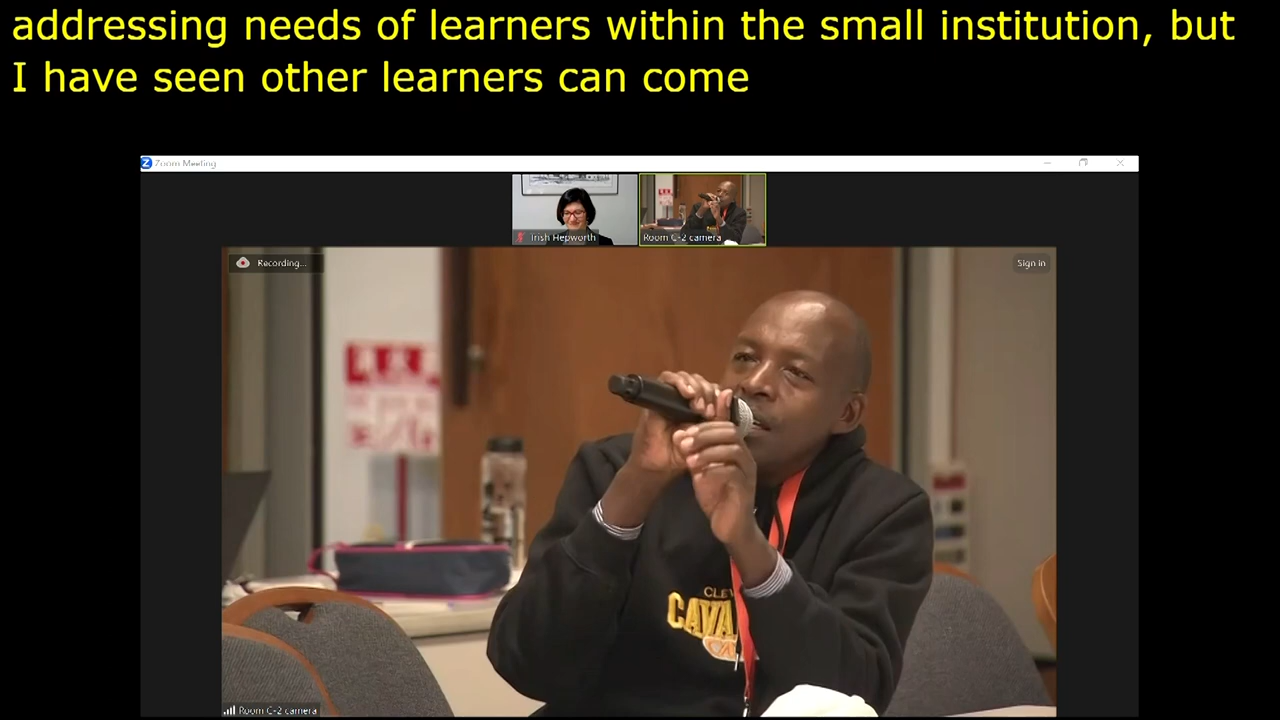 addressing needs of learners within the small institution, but
I have seen other learners can come
Zoom Meeting
Irish Hepworth
Room C-2 camera
Recording...
Sign in
CLEV
CAVA
Room C-2 camera